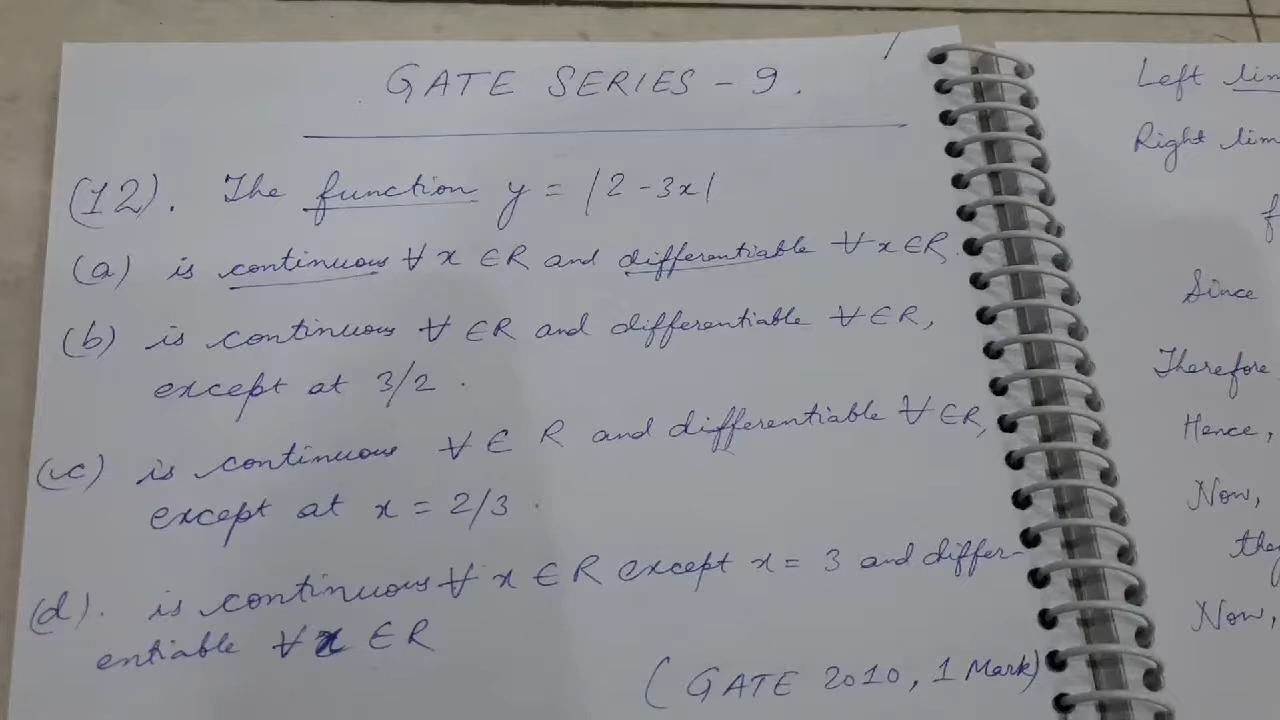 GATE SERIES - 9.
(12). The function y = |2 - 3x|
(a) is continuous ∀ x ∈ R and differentiable ∀ x ∈ R.
(b) is continuous ∀ ∈ R and differentiable ∀ ∈ R,
except at 3/2.
(c) is continuous ∀ ∈ R and differentiable ∀ ∈ R,
except at x = 2/3.
(d). is continuous ∀ x ∈ R except x = 3 and differ-
entiable ∀ x ∈ R
(GATE 2010, 1 Mark)
Left lim
Right lim
f
Since
Therefore
Hence,
Now,
the
Now,